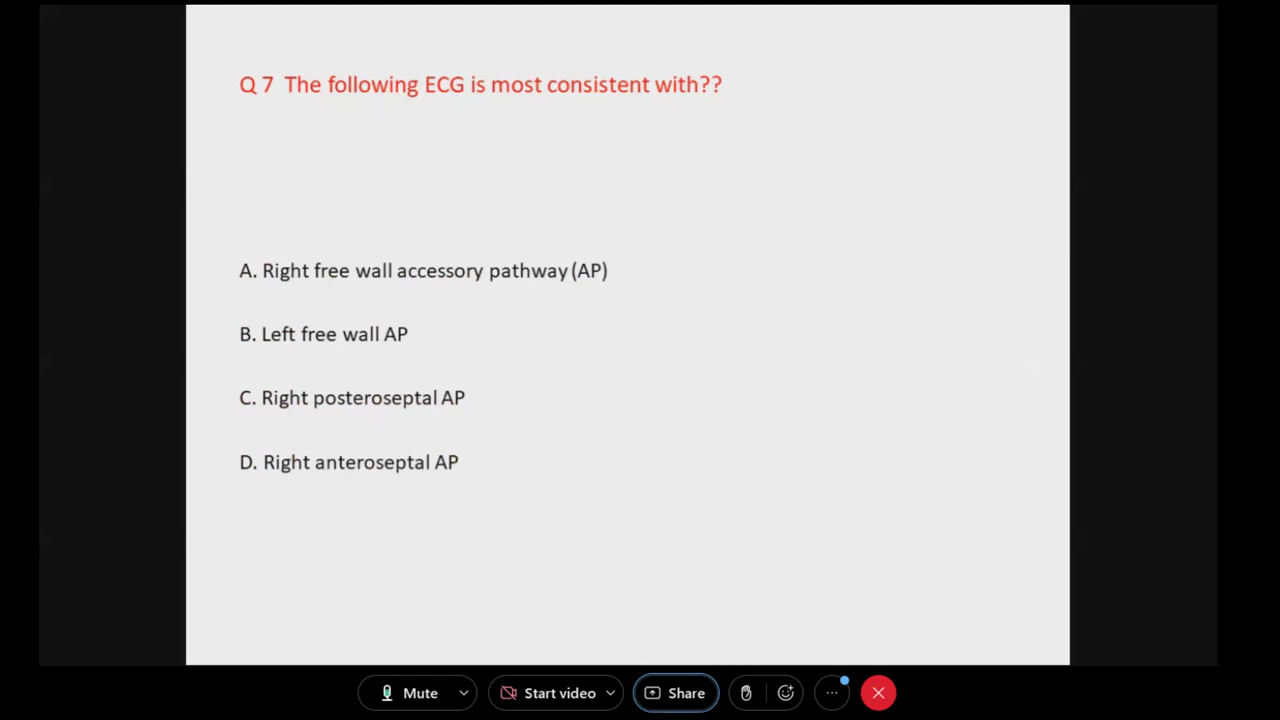 Q 7  The following ECG is most consistent with??
A. Right free wall accessory pathway (AP)
B. Left free wall AP
C. Right posteroseptal AP
D. Right anteroseptal AP
Mute
Start video
Share